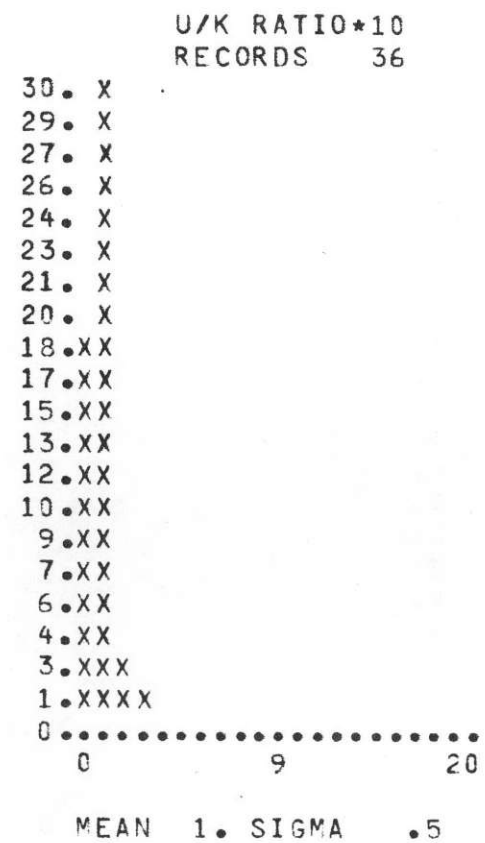 U/K RATIO*10
RECORDS 36
30. X
29. X
27. X
26. X
24. X
23. X
21. X
20. X
18.XX
17.XX
15.XX
13.XX
12.XX
10.XX
9.XX
7.XX
6.XX
4.XX
3.XXX
1.XXXX
0......................
0 9 20
MEAN 1. SIGMA .5